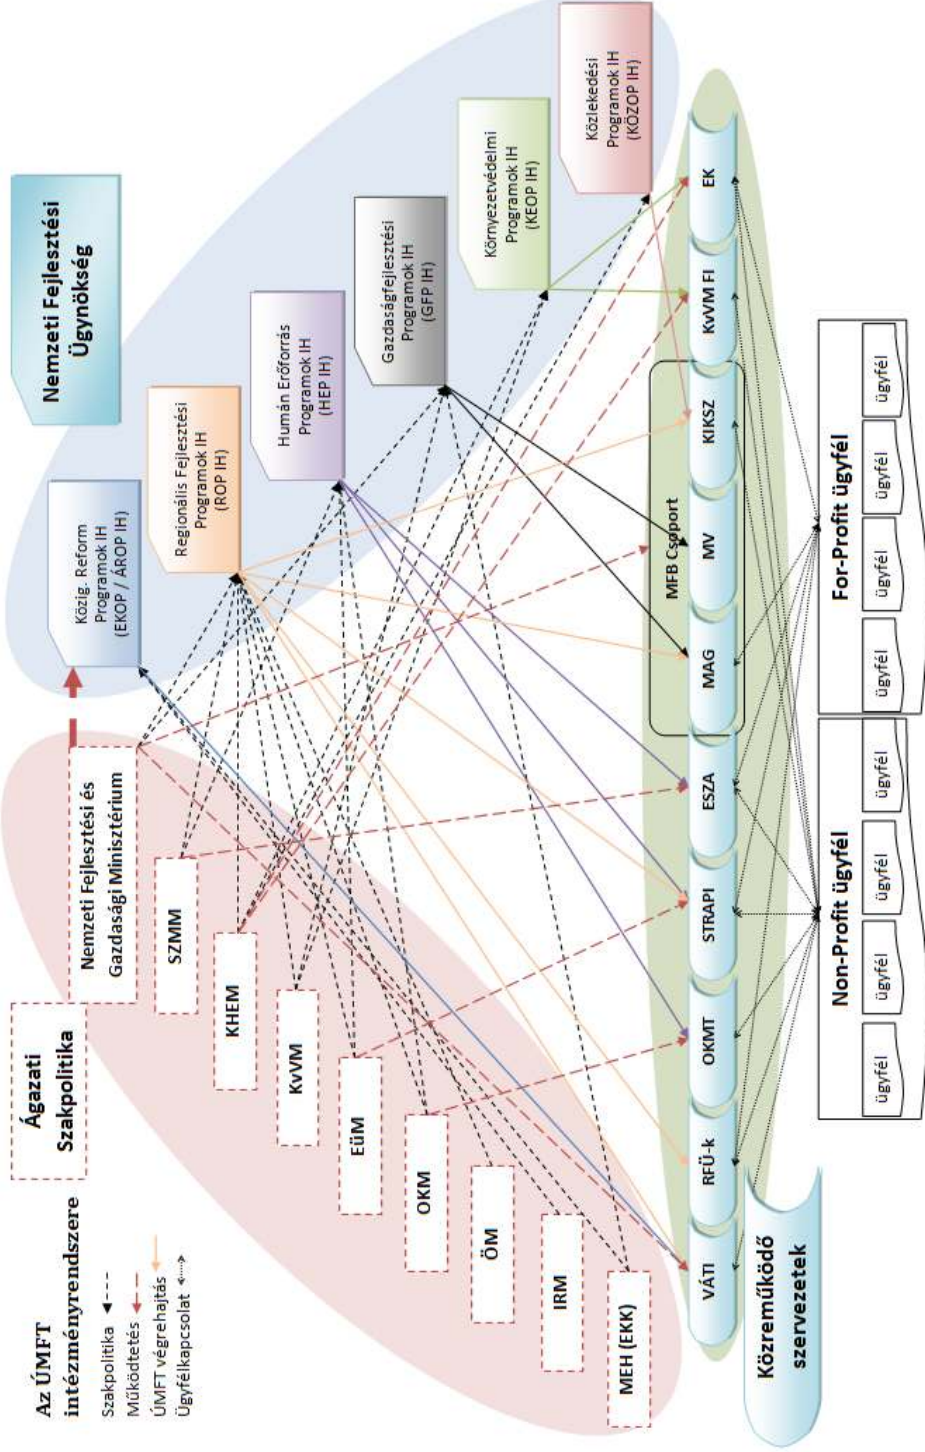 Az ÚMFT
intézményrendszere
Szakpolitika
Működtetés
ÚMFT végrehajtás
Ügyfélkapcsolat
Ágazati
Szakpolitika
Nemzeti Fejlesztési
Ügynökség
Nemzeti Fejlesztési és
Gazdasági Minisztérium
SZMM
KHEM
KvVM
EüM
OKM
ÖM
IRM
MEH (EKK)
Közig. Reform
Programok IH
(EKOP / ÁROP IH)
Regionális Fejlesztési
Programok IH
(ROP IH)
Humán Erőforrás
Programok IH
(HEP IH)
Gazdaságfejlesztési
Programok IH
(GFP IH)
Környezetvédelmi
Programok IH
(KEOP IH)
Közlekedési
Programok IH
(KÖZOP IH)
MFB Csoport
VÁTI
RFÜ-k
OKMT
STRAPI
ESZA
MAG
MV
KIKSZ
KvVM FI
EK
Közreműködő
szervezetek
Non-Profit ügyfél
ügyfél
ügyfél
ügyfél
ügyfél
For-Profit ügyfél
ügyfél
ügyfél
ügyfél
ügyfél